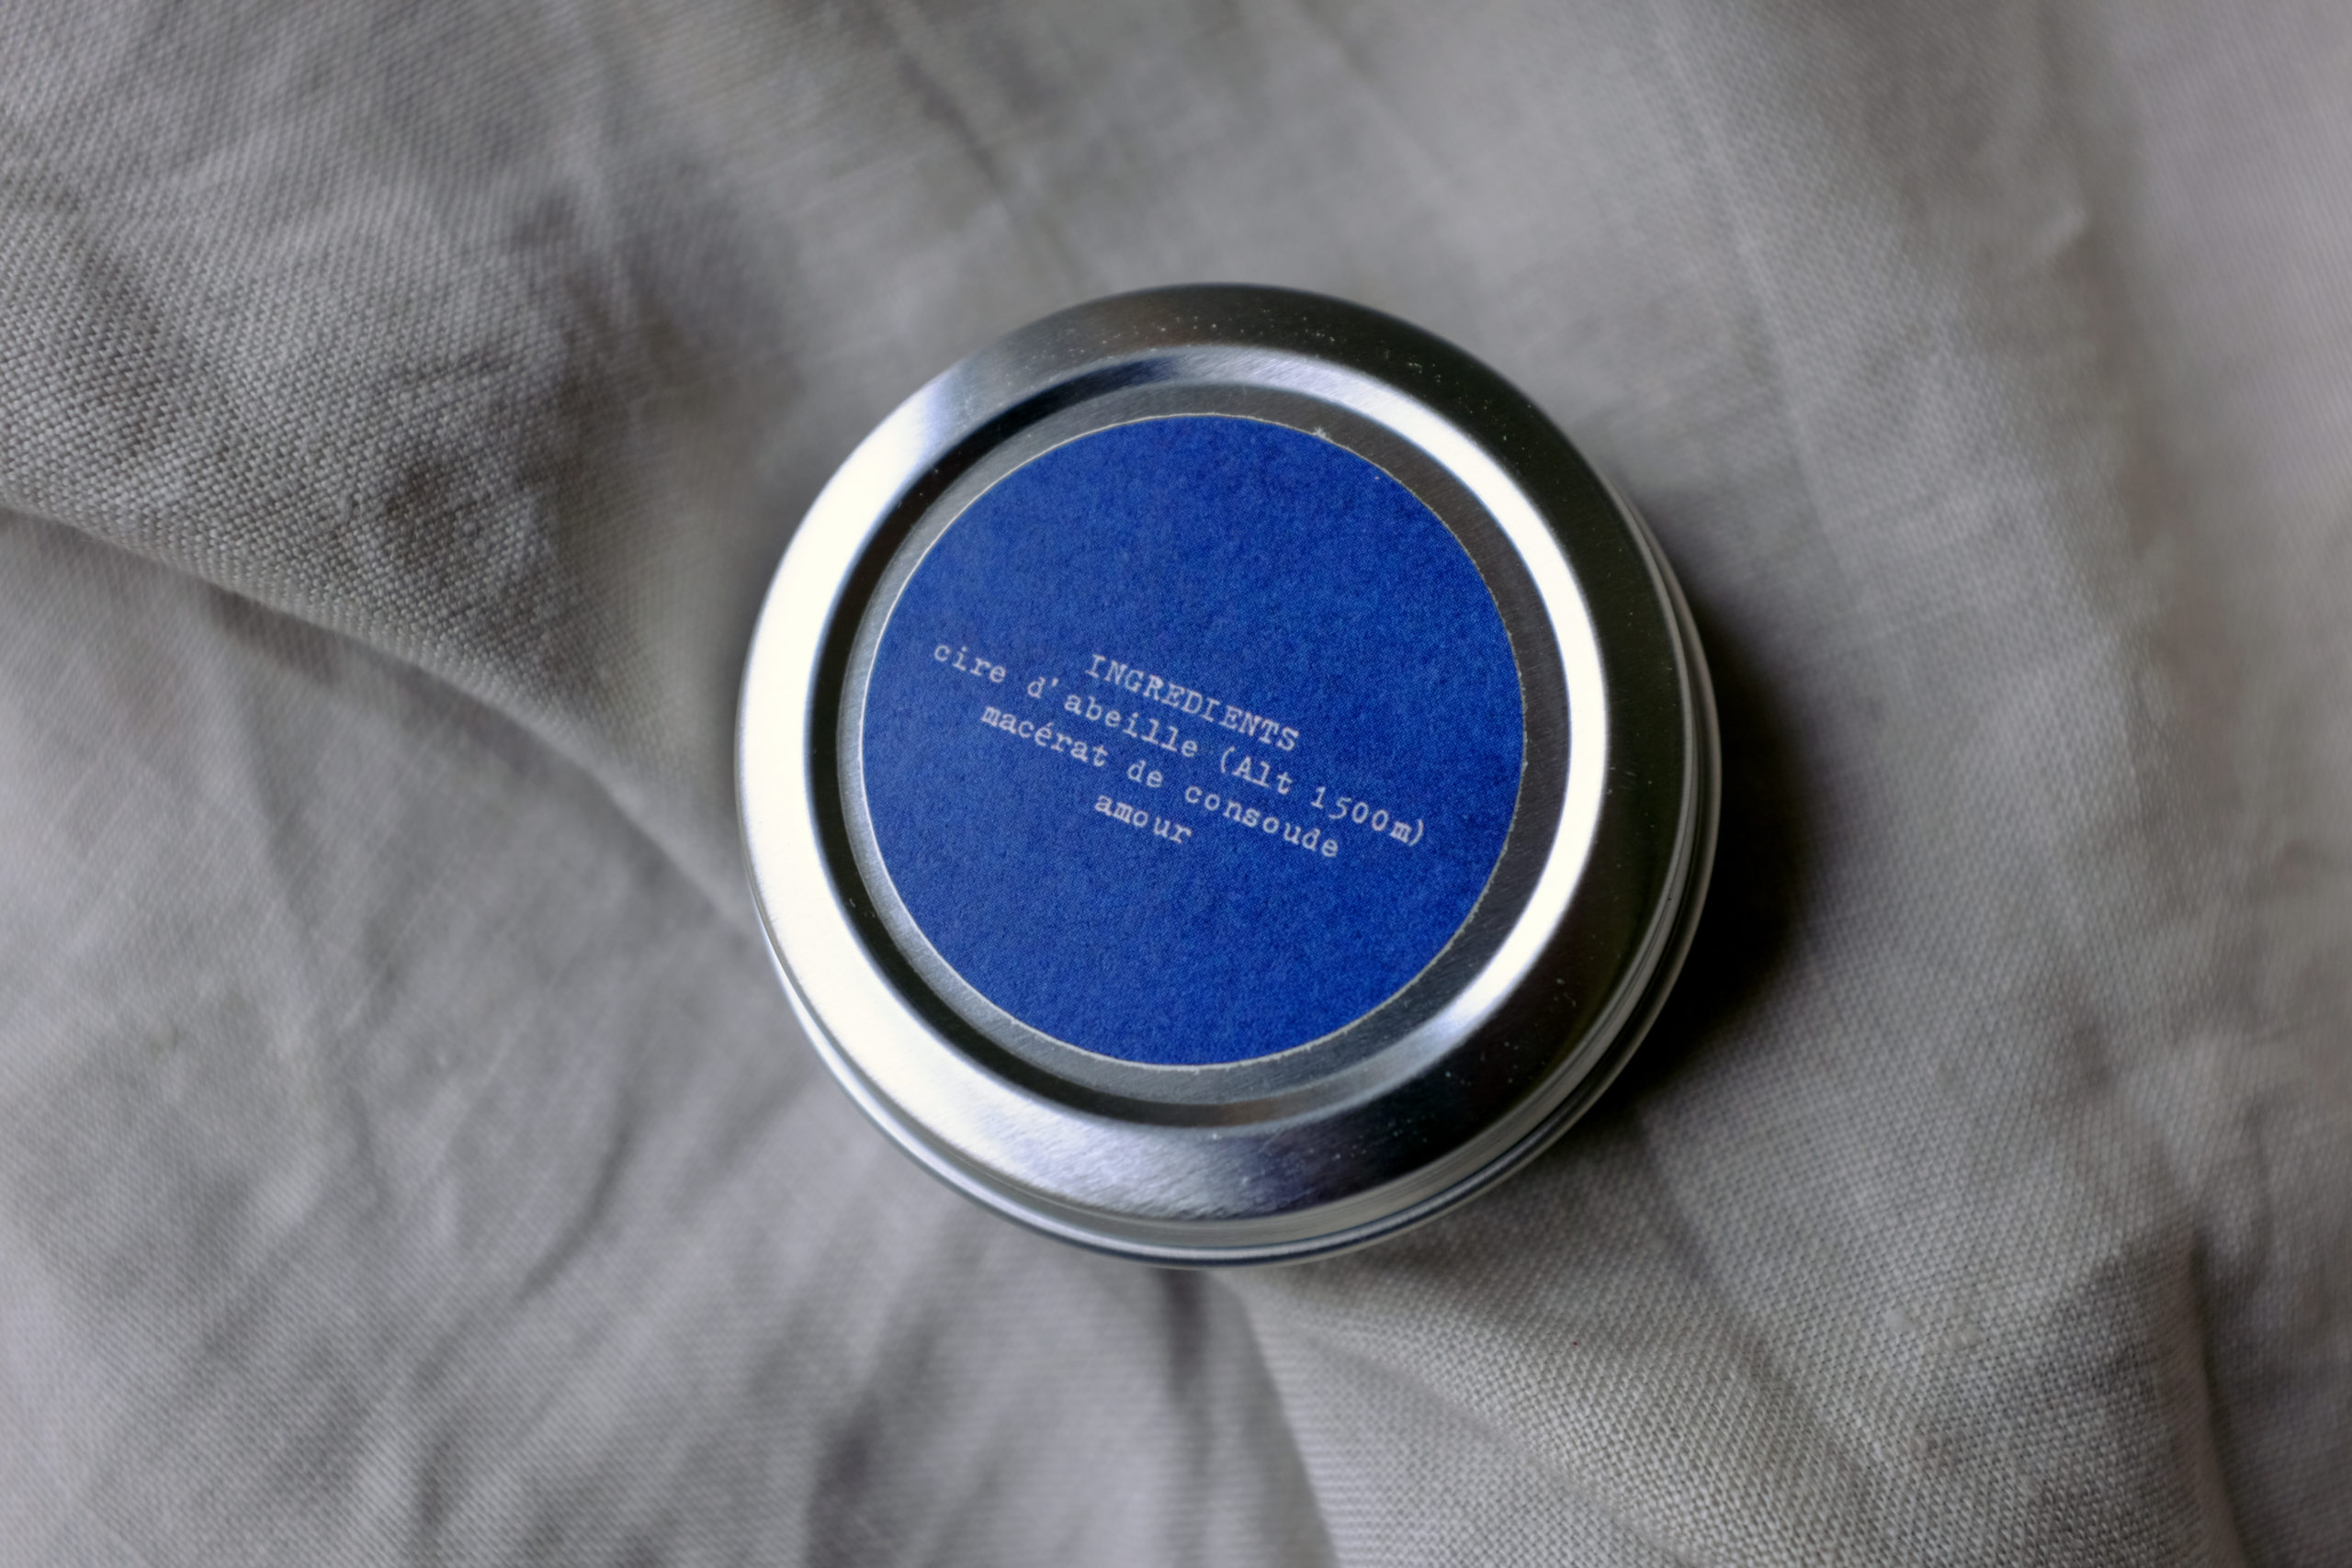 INGREDIENTS
cire d'abeille (Alt 1500m)
macérat de consoude
amour